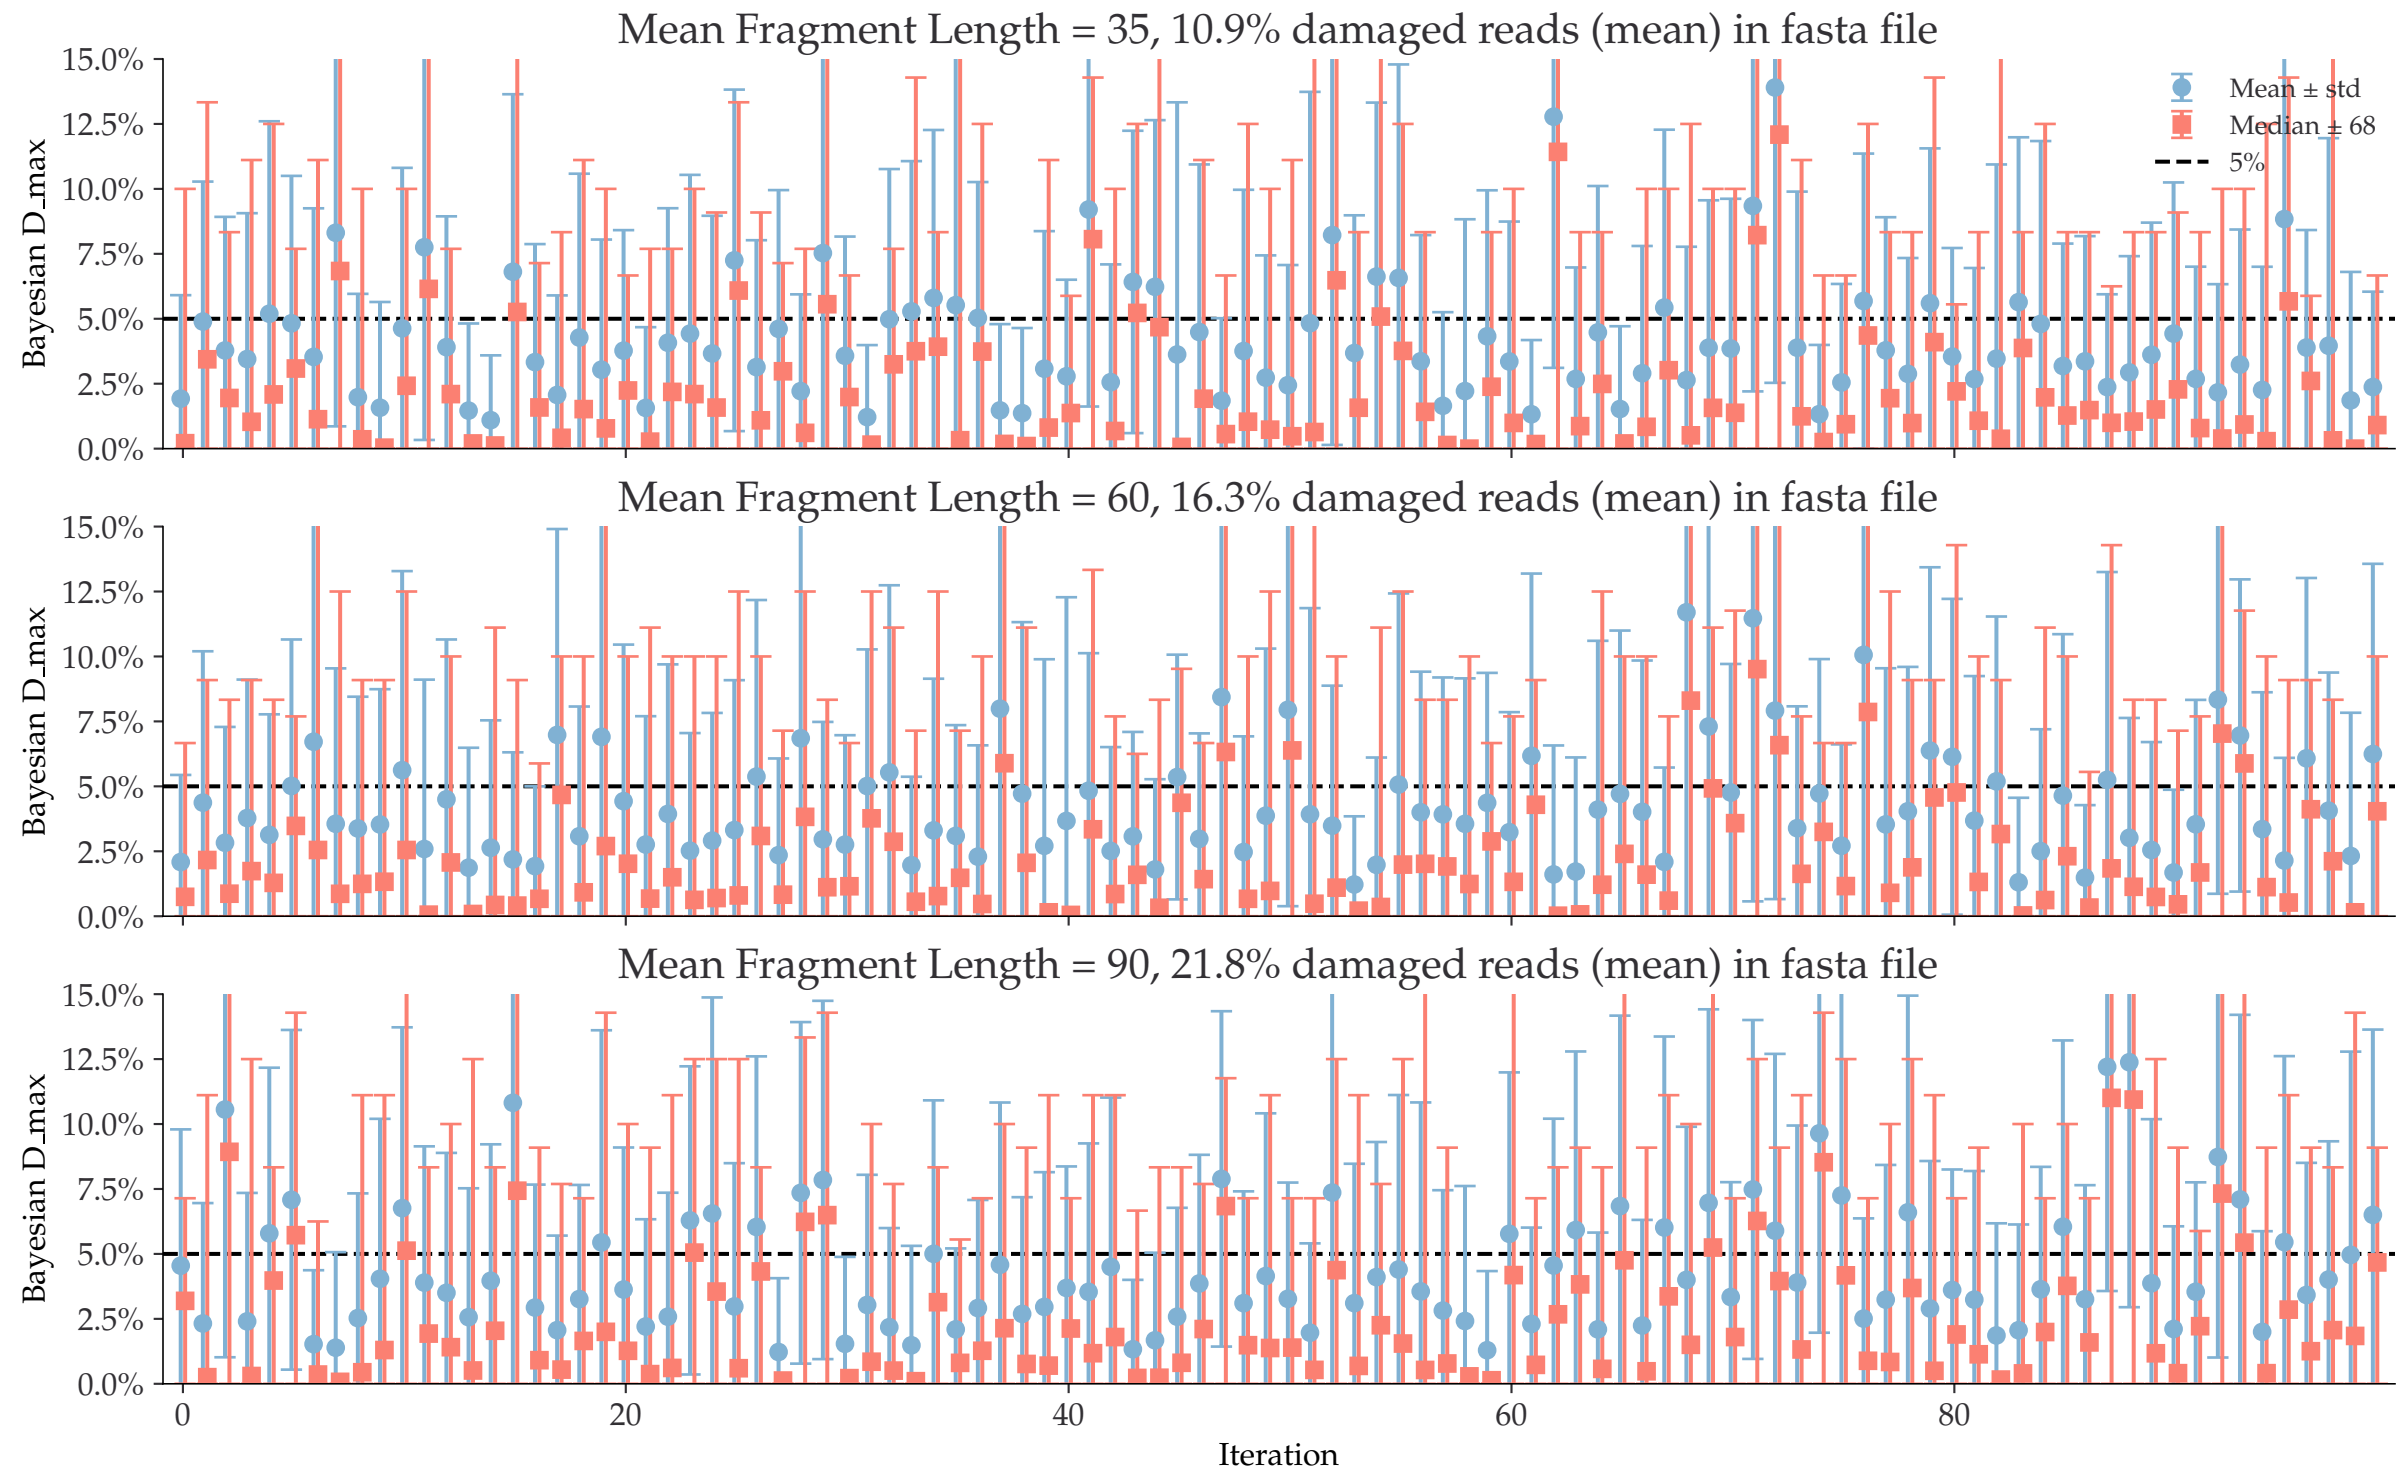 Mean Fragment Length = 35, 10.9% damaged reads (mean) in fasta file
15.0%
12.5%
10.0%
7.5%
5.0%
2.5%
0.0%
Bayesian D_max
Mean ± std
Median ± 68
5%
Mean Fragment Length = 60, 16.3% damaged reads (mean) in fasta file
15.0%
12.5%
10.0%
7.5%
5.0%
2.5%
0.0%
Bayesian D_max
Mean Fragment Length = 90, 21.8% damaged reads (mean) in fasta file
15.0%
12.5%
10.0%
7.5%
5.0%
2.5%
0.0%
Bayesian D_max
0 20 40 60 80
Iteration